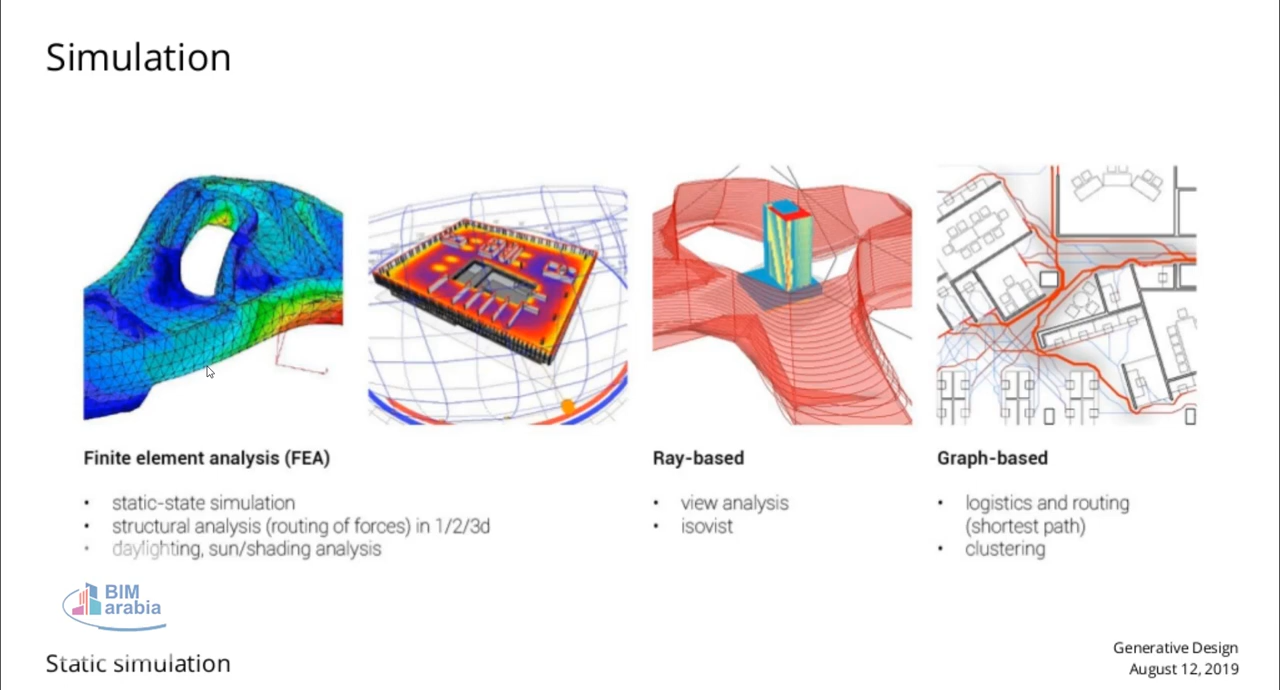 Simulation
Finite element analysis (FEA)
• static-state simulation
• structural analysis (routing of forces) in 1/2/3d
• daylighting, sun/shading analysis
Ray-based
• view analysis
• isovist
Graph-based
• logistics and routing
(shortest path)
• clustering
BIM
arabia
Static simulation
Generative Design
August 12, 2019